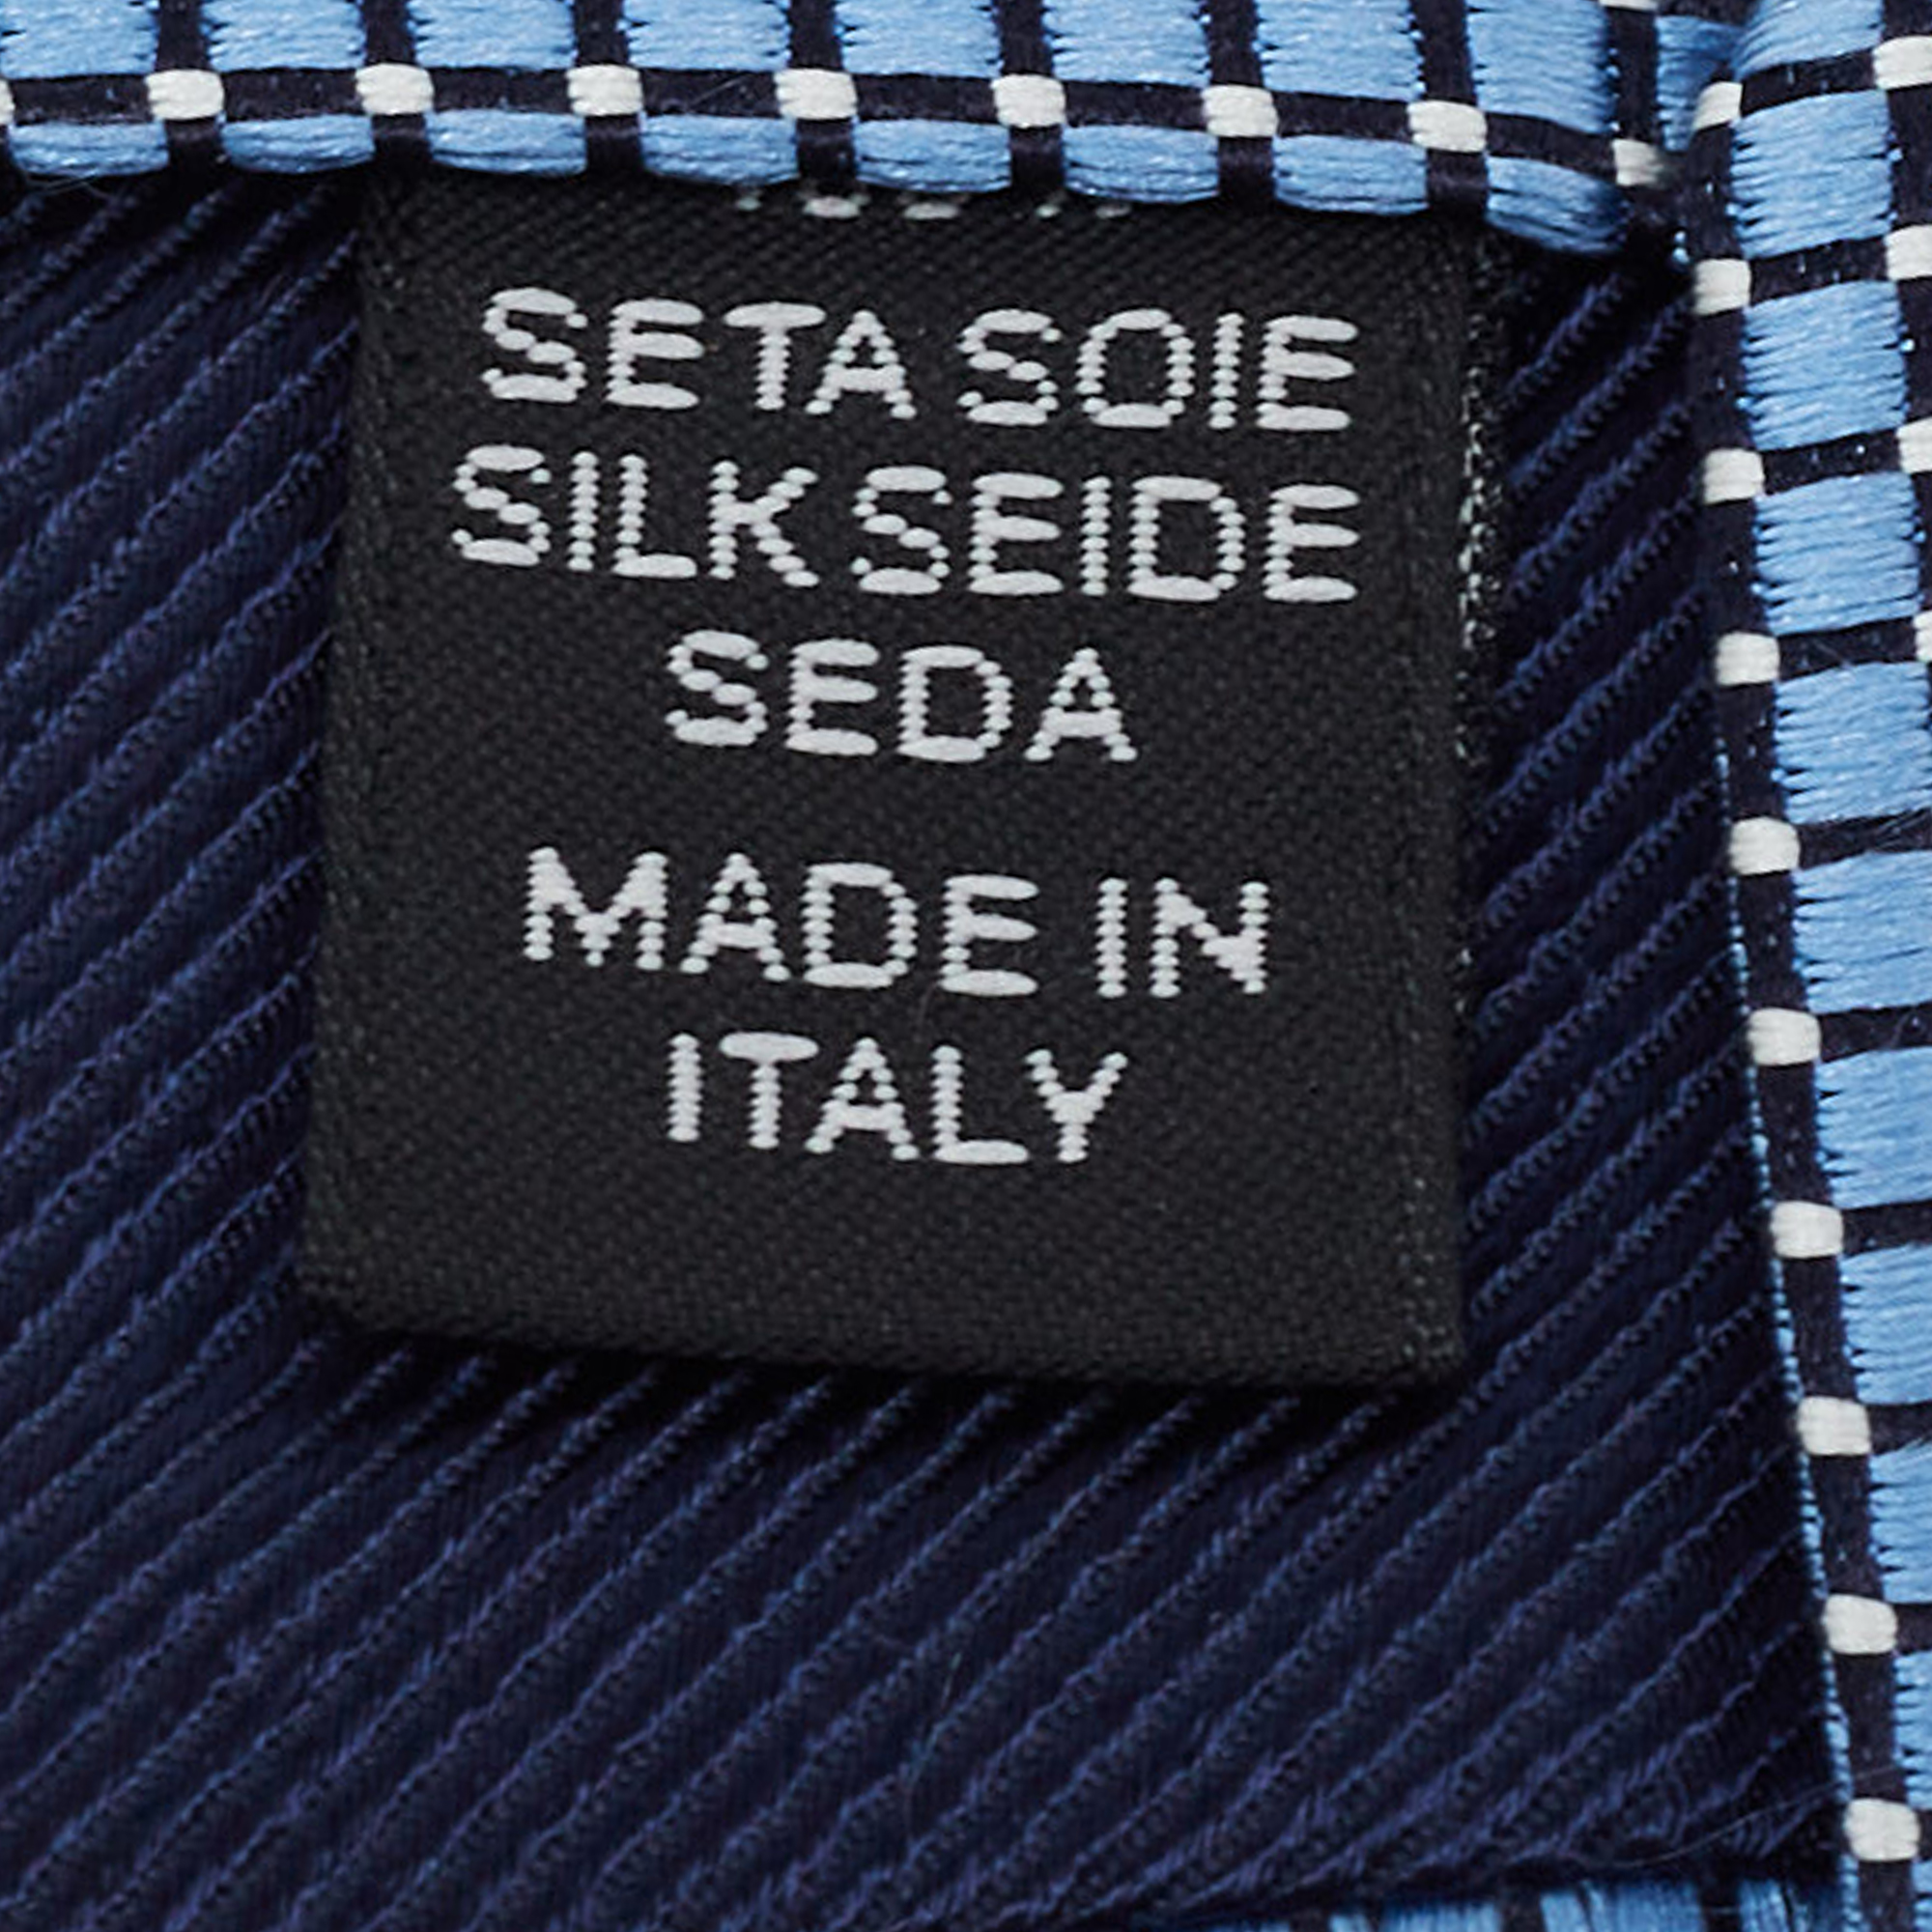 SETA SOIE
SILK SEIDE
SEDA
MADE IN
ITALY